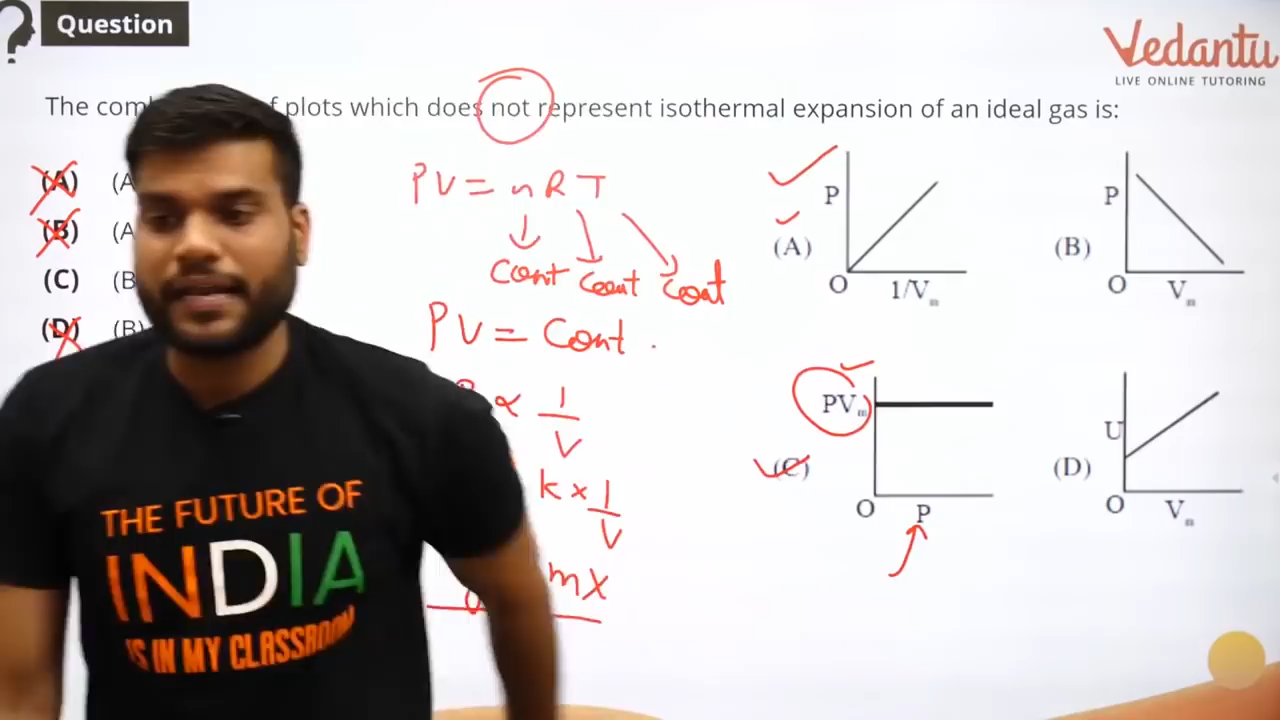 Question
Vedantu
LIVE ONLINE TUTORING
The com of plots which does not represent isothermal expansion of an ideal gas is:
(A) (A
(B) (A
(C) (B
(D) (B)
PV = nRT
Cont Cont Cont
PV = Cont .
∝ 1/V
k × 1/V
mx
P
(A)
O 1/Vm
P
(B)
O Vm
PVm
(C)
O P
U
(D)
O Vm
THE FUTURE OF
INDIA
IS IN MY CLASSROOM